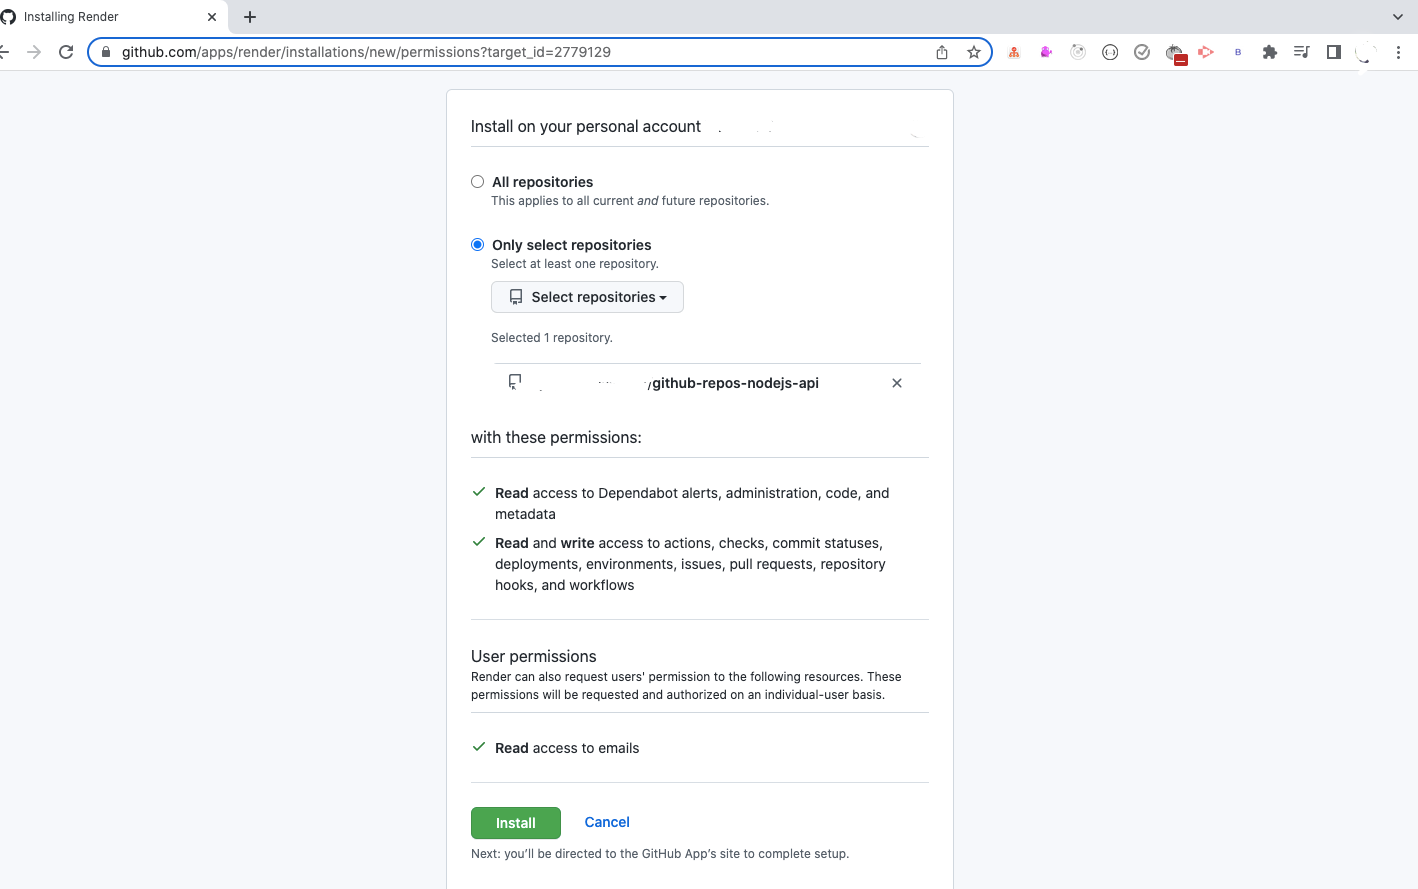 Installing Render
github.com/apps/render/installations/new/permissions?target_id=2779129
B
Install on your personal account
All repositories
This applies to all current and future repositories.
Only select repositories
Select at least one repository.
Select repositories
Selected 1 repository.
/github-repos-nodejs-api
with these permissions:
Read access to Dependabot alerts, administration, code, and
metadata
Read and write access to actions, checks, commit statuses,
deployments, environments, issues, pull requests, repository
hooks, and workflows
User permissions
Render can also request users' permission to the following resources. These
permissions will be requested and authorized on an individual-user basis.
Read access to emails
Install Cancel
Next: you’ll be directed to the GitHub App’s site to complete setup.